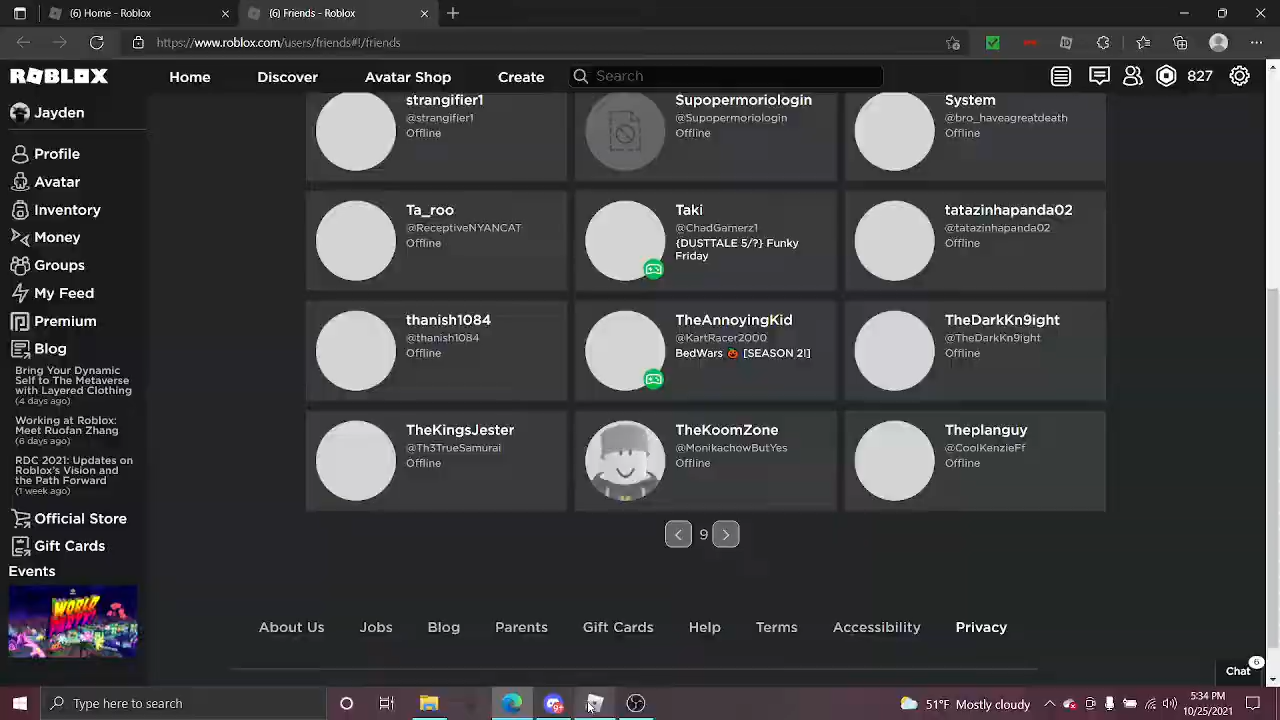 (6) Home - Roblox
(6) Friends - Roblox
https://www.roblox.com/users/friends#!/friends
ROBLOX
Home
Discover
Avatar Shop
Create
Search
827
Jayden
Profile
Avatar
Inventory
Money
Groups
My Feed
Premium
Blog
Bring Your Dynamic
Self to The Metaverse
with Layered Clothing
(4 days ago)
Working at Roblox:
Meet Ruofan Zhang
(6 days ago)
RDC 2021: Updates on
Roblox's Vision and
the Path Forward
(1 week ago)
Official Store
Gift Cards
Events
WORLD
PARTY
strangifier1
@strangifier1
Offline
Supopermoriologin
@Supopermoriologin
Offline
System
@bro_haveagreatdeath
Offline
Ta_roo
@ReceptiveNYANCAT
Offline
Taki
@ChadGamerz1
{DUSTTALE 5/?} Funky
Friday
tatazinhapanda02
@tatazinhapanda02
Offline
thanish1084
@thanish1084
Offline
TheAnnoyingKid
@KartRacer2000
BedWars 🎃 [SEASON 2!]
TheDarkKn9ight
@TheDarkKn9ight
Offline
TheKingsJester
@Th3TrueSamurai
Offline
TheKoomZone
@MonikachowButYes
Offline
Theplanguy
@CoolKenzieFf
Offline
9
About Us
Jobs
Blog
Parents
Gift Cards
Help
Terms
Accessibility
Privacy
Chat
6
Type here to search
51°F Mostly cloudy
5:34 PM
10/25/2021